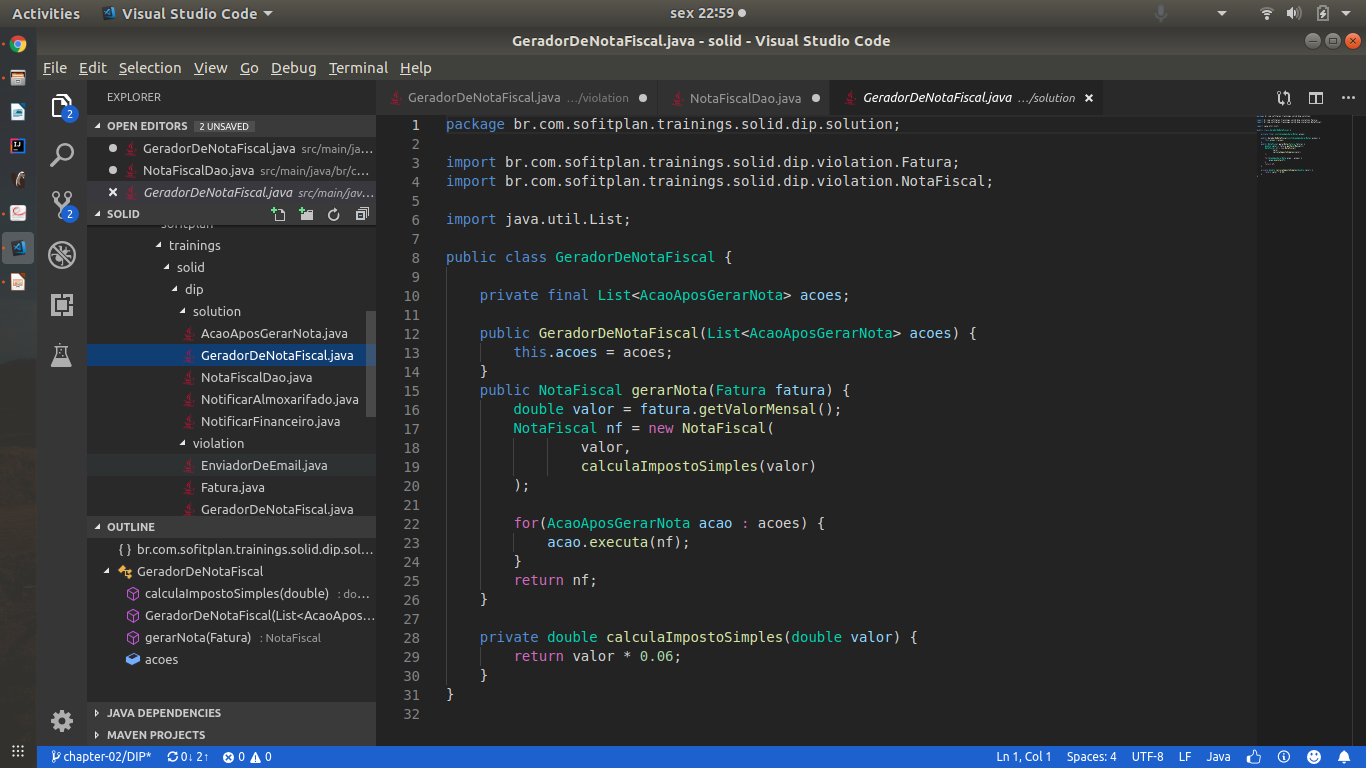 Activities Visual Studio Code sex 22:59
GeradorDeNotaFiscal.java - solid - Visual Studio Code
File Edit Selection View Go Debug Terminal Help
EXPLORER
OPEN EDITORS 2 UNSAVED
GeradorDeNotaFiscal.java src/main/ja...
NotaFiscalDao.java src/main/java/br/c...
GeradorDeNotaFiscal.java src/main/jav...
SOLID
softplan
trainings
solid
dip
solution
AcaoAposGerarNota.java
GeradorDeNotaFiscal.java
NotaFiscalDao.java
NotificarAlmoxarifado.java
NotificarFinanceiro.java
violation
EnviadorDeEmail.java
Fatura.java
GeradorDeNotaFiscal.java
OUTLINE
{ } br.com.sofitplan.trainings.solid.dip.sol...
GeradorDeNotaFiscal
calculaImpostoSimples(double) : do...
GeradorDeNotaFiscal(List<AcaoApos...
gerarNota(Fatura) : NotaFiscal
acoes
JAVA DEPENDENCIES
MAVEN PROJECTS
2
2
GeradorDeNotaFiscal.java .../violation NotaFiscalDao.java GeradorDeNotaFiscal.java .../solution
1 package br.com.sofitplan.trainings.solid.dip.solution;
2
3 import br.com.sofitplan.trainings.solid.dip.violation.Fatura;
4 import br.com.sofitplan.trainings.solid.dip.violation.NotaFiscal;
5
6 import java.util.List;
7
8 public class GeradorDeNotaFiscal {
9
10 private final List<AcaoAposGerarNota> acoes;
11
12 public GeradorDeNotaFiscal(List<AcaoAposGerarNota> acoes) {
13 this.acoes = acoes;
14 }
15 public NotaFiscal gerarNota(Fatura fatura) {
16 double valor = fatura.getValorMensal();
17 NotaFiscal nf = new NotaFiscal(
18 valor,
19 calculaImpostoSimples(valor)
20 );
21
22 for(AcaoAposGerarNota acao : acoes) {
23 acao.executa(nf);
24 }
25 return nf;
26 }
27
28 private double calculaImpostoSimples(double valor) {
29 return valor * 0.06;
30 }
31 }
32
chapter-02/DIP* 0↓ 2↑ 0 0 Ln 1, Col 1 Spaces: 4 UTF-8 LF Java